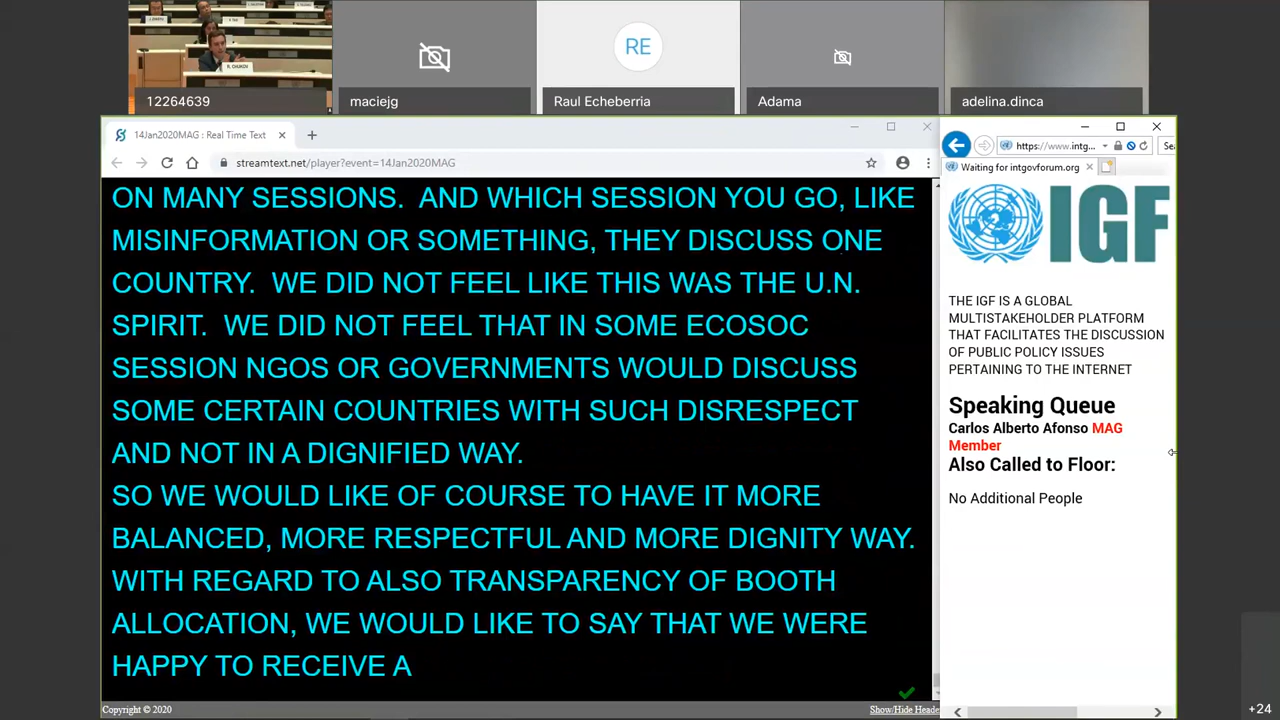 R. CHUKOV
12264639
maciejg
RE
Raul Echeberria
Adama
adelina.dinca
14Jan2020MAG : Real Time Text
streamtext.net/player?event=14Jan2020MAG
ON MANY SESSIONS. AND WHICH SESSION YOU GO, LIKE
MISINFORMATION OR SOMETHING, THEY DISCUSS ONE
COUNTRY. WE DID NOT FEEL LIKE THIS WAS THE U.N.
SPIRIT. WE DID NOT FEEL THAT IN SOME ECOSOC
SESSION NGOS OR GOVERNMENTS WOULD DISCUSS
SOME CERTAIN COUNTRIES WITH SUCH DISRESPECT
AND NOT IN A DIGNIFIED WAY.
SO WE WOULD LIKE OF COURSE TO HAVE IT MORE
BALANCED, MORE RESPECTFUL AND MORE DIGNITY WAY.
WITH REGARD TO ALSO TRANSPARENCY OF BOOTH
ALLOCATION, WE WOULD LIKE TO SAY THAT WE WERE
HAPPY TO RECEIVE A
Copyright © 2020
Show/Hide Heade
https://www.intg...
Sea
Waiting for intgovforum.org
IGF
THE IGF IS A GLOBAL
MULTISTAKEHOLDER PLATFORM
THAT FACILITATES THE DISCUSSION
OF PUBLIC POLICY ISSUES
PERTAINING TO THE INTERNET
Speaking Queue
Carlos Alberto Afonso MAG
Member
Also Called to Floor:
No Additional People
+24